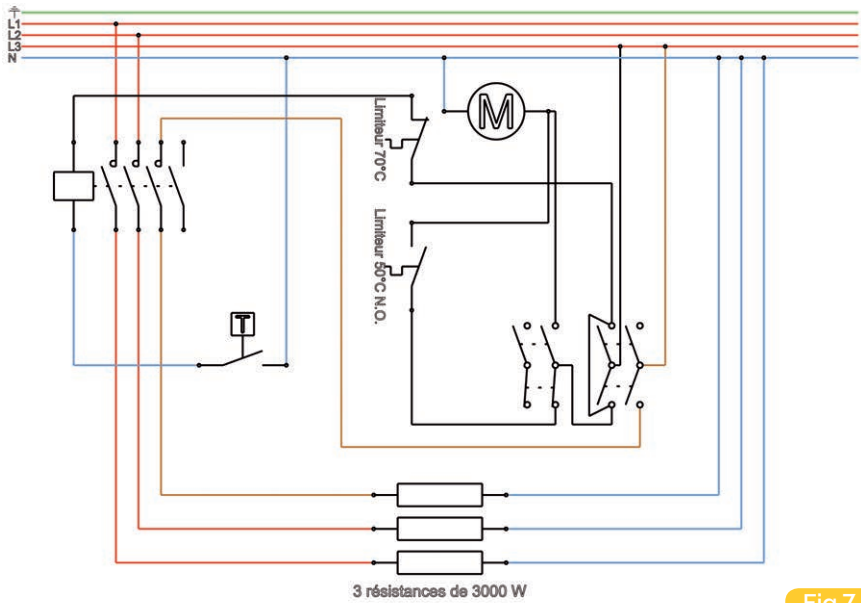 L1
L2
L3
N
M
Limiteur 70°C
Limiteur 50°C N.O.
T
3 résistances de 3000 W
Fig 7